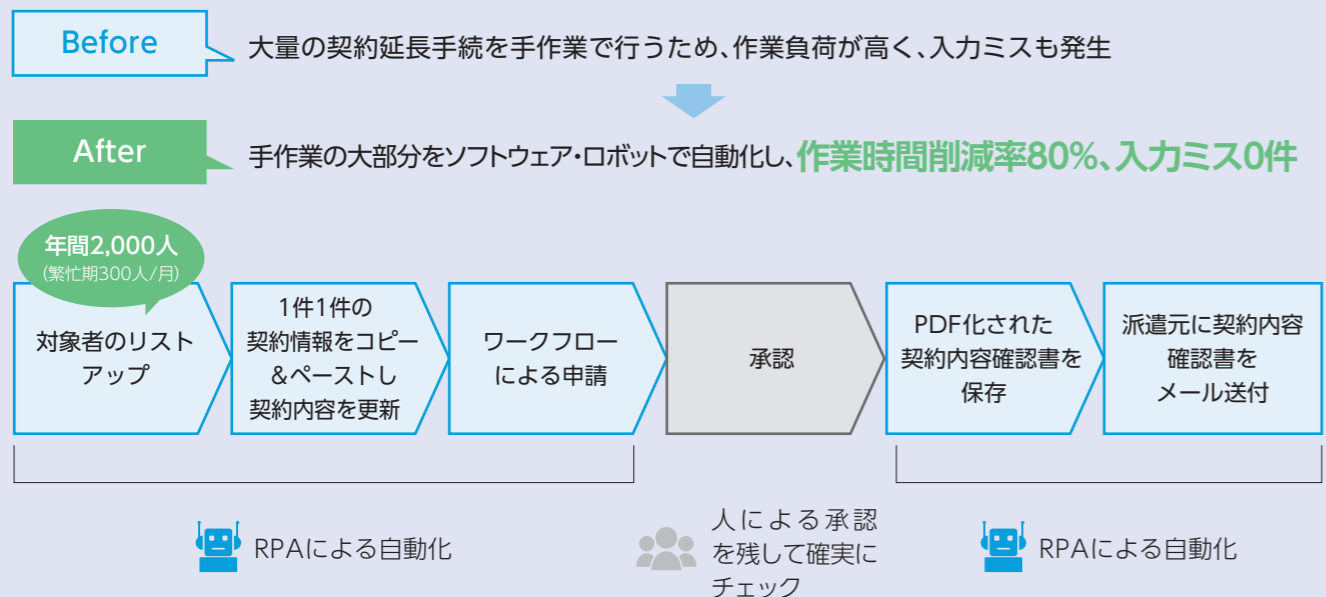 Before
大量の契約延長手続を手作業で行うため、作業負荷が高く、入力ミスも発生
After
手作業の大部分をソフトウェア・ロボットで自動化し、作業時間削減率80%、入力ミス0件
年間2,000人
(繁忙期300人/月)
対象者のリスト
アップ
1件1件の
契約情報をコピー
&ペーストし
契約内容を更新
ワークフロー
による申請
承認
PDF化された
契約内容確認書を
保存
派遣元に契約内容
確認書を
メール送付
RPAによる自動化
人による承認
を残して確実に
チェック
RPAによる自動化